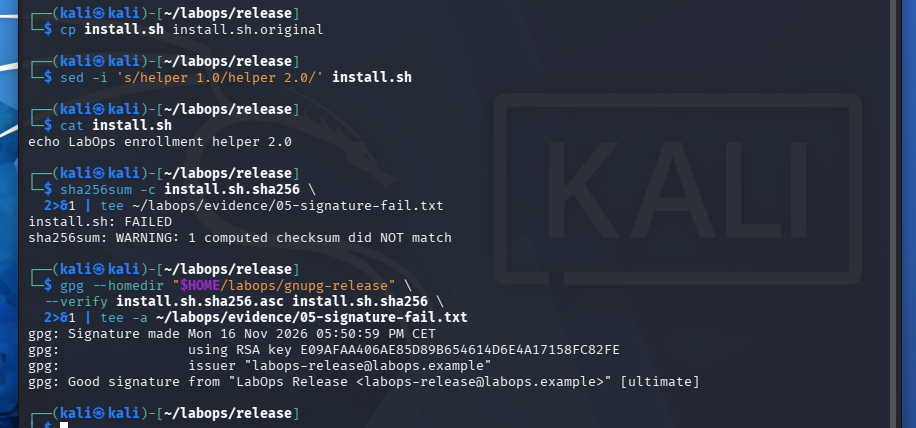 ┌──(kali㉿kali)-[~/labops/release]
└─$ cp install.sh install.sh.original
┌──(kali㉿kali)-[~/labops/release]
└─$ sed -i 's/helper 1.0/helper 2.0/' install.sh
┌──(kali㉿kali)-[~/labops/release]
└─$ cat install.sh
echo LabOps enrollment helper 2.0
┌──(kali㉿kali)-[~/labops/release]
└─$ sha256sum -c install.sh.sha256 \
2>&1 | tee ~/labops/evidence/05-signature-fail.txt
install.sh: FAILED
sha256sum: WARNING: 1 computed checksum did NOT match
┌──(kali㉿kali)-[~/labops/release]
└─$ gpg --homedir "$HOME/labops/gnupg-release" \
--verify install.sh.sha256.asc install.sh.sha256 \
2>&1 | tee -a ~/labops/evidence/05-signature-fail.txt
gpg: Signature made Mon 16 Nov 2026 05:50:59 PM CET
gpg:                using RSA key E09AFAA406AE85D89B654614D6E4A17158FC82FE
gpg:                issuer "labops-release@labops.example"
gpg: Good signature from "LabOps Release <labops-release@labops.example>" [ultimate]
┌──(kali㉿kali)-[~/labops/release]
└─$
KALI